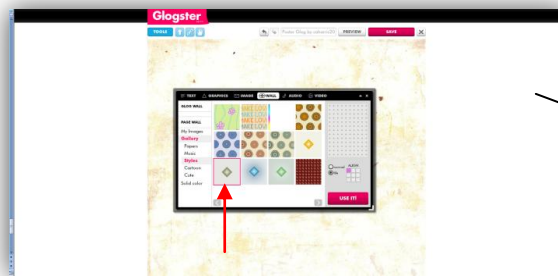 Glogster
TOOLS
PREVIEW
SAVE
X
TEXT GRAPHICS IMAGE WALL AUDIO VIDEO
GLOG WALL
PAGE WALL
My Images
Gallery
Papers
Music
Styles
Cartoon
Cute
Solid color
USE IT!